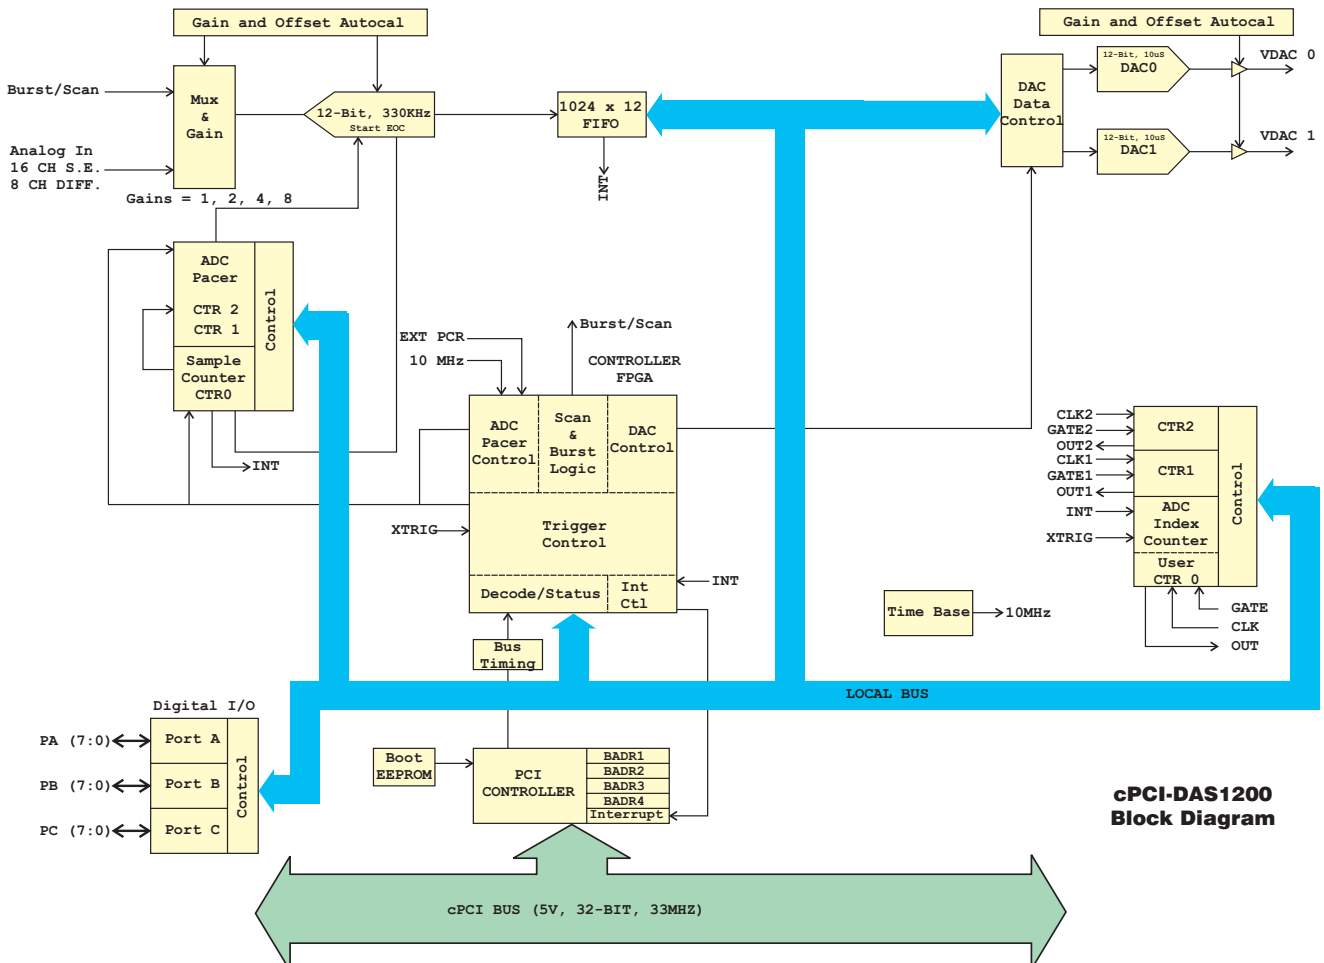 Gain and Offset Autocal
Gain and Offset Autocal
Burst/Scan
Mux
&
Gain
12-Bit, 330KHz
Start EOC
1024 x 12
FIFO
INT
DAC
Data
Control
12-Bit, 10uS
DAC0
VDAC 0
12-Bit, 10uS
DAC1
VDAC 1
Analog In
16 CH S.E.
8 CH DIFF.
Gains = 1, 2, 4, 8
ADC
Pacer
CTR 2
CTR 1
Control
Sample
Counter
CTR0
INT
EXT PCR
10 MHz
Burst/Scan
CONTROLLER
FPGA
ADC
Pacer
Control
Scan
&
Burst
Logic
DAC
Control
XTRIG
Trigger
Control
Decode/Status
Int
Ctl
INT
CLK2
GATE2
OUT2
CLK1
GATE1
OUT1
INT
XTRIG
CTR2
CTR1
ADC
Index
Counter
User
CTR 0
Control
GATE
CLK
OUT
Time Base
10MHz
Bus
Timing
LOCAL BUS
Digital I/O
PA (7:0)
Port A
PB (7:0)
Port B
PC (7:0)
Port C
Control
Boot
EEPROM
PCI
CONTROLLER
BADR1
BADR2
BADR3
BADR4
Interrupt
cPCI-DAS1200
Block Diagram
cPCI BUS (5V, 32-BIT, 33MHZ)